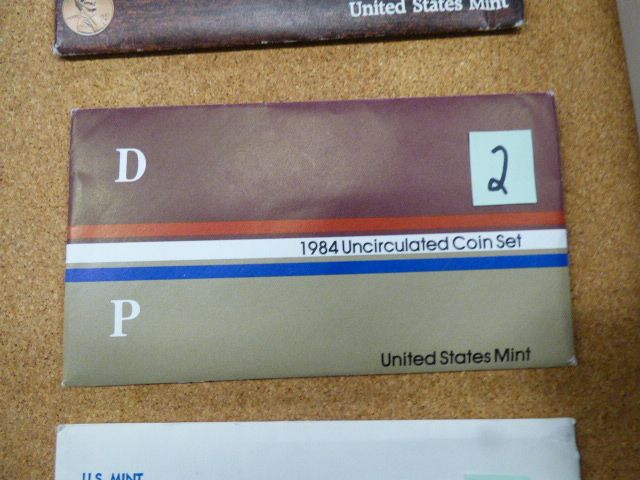 United States Mint
D
2
1984 Uncirculated Coin Set
P
United States Mint
U.S. MINT